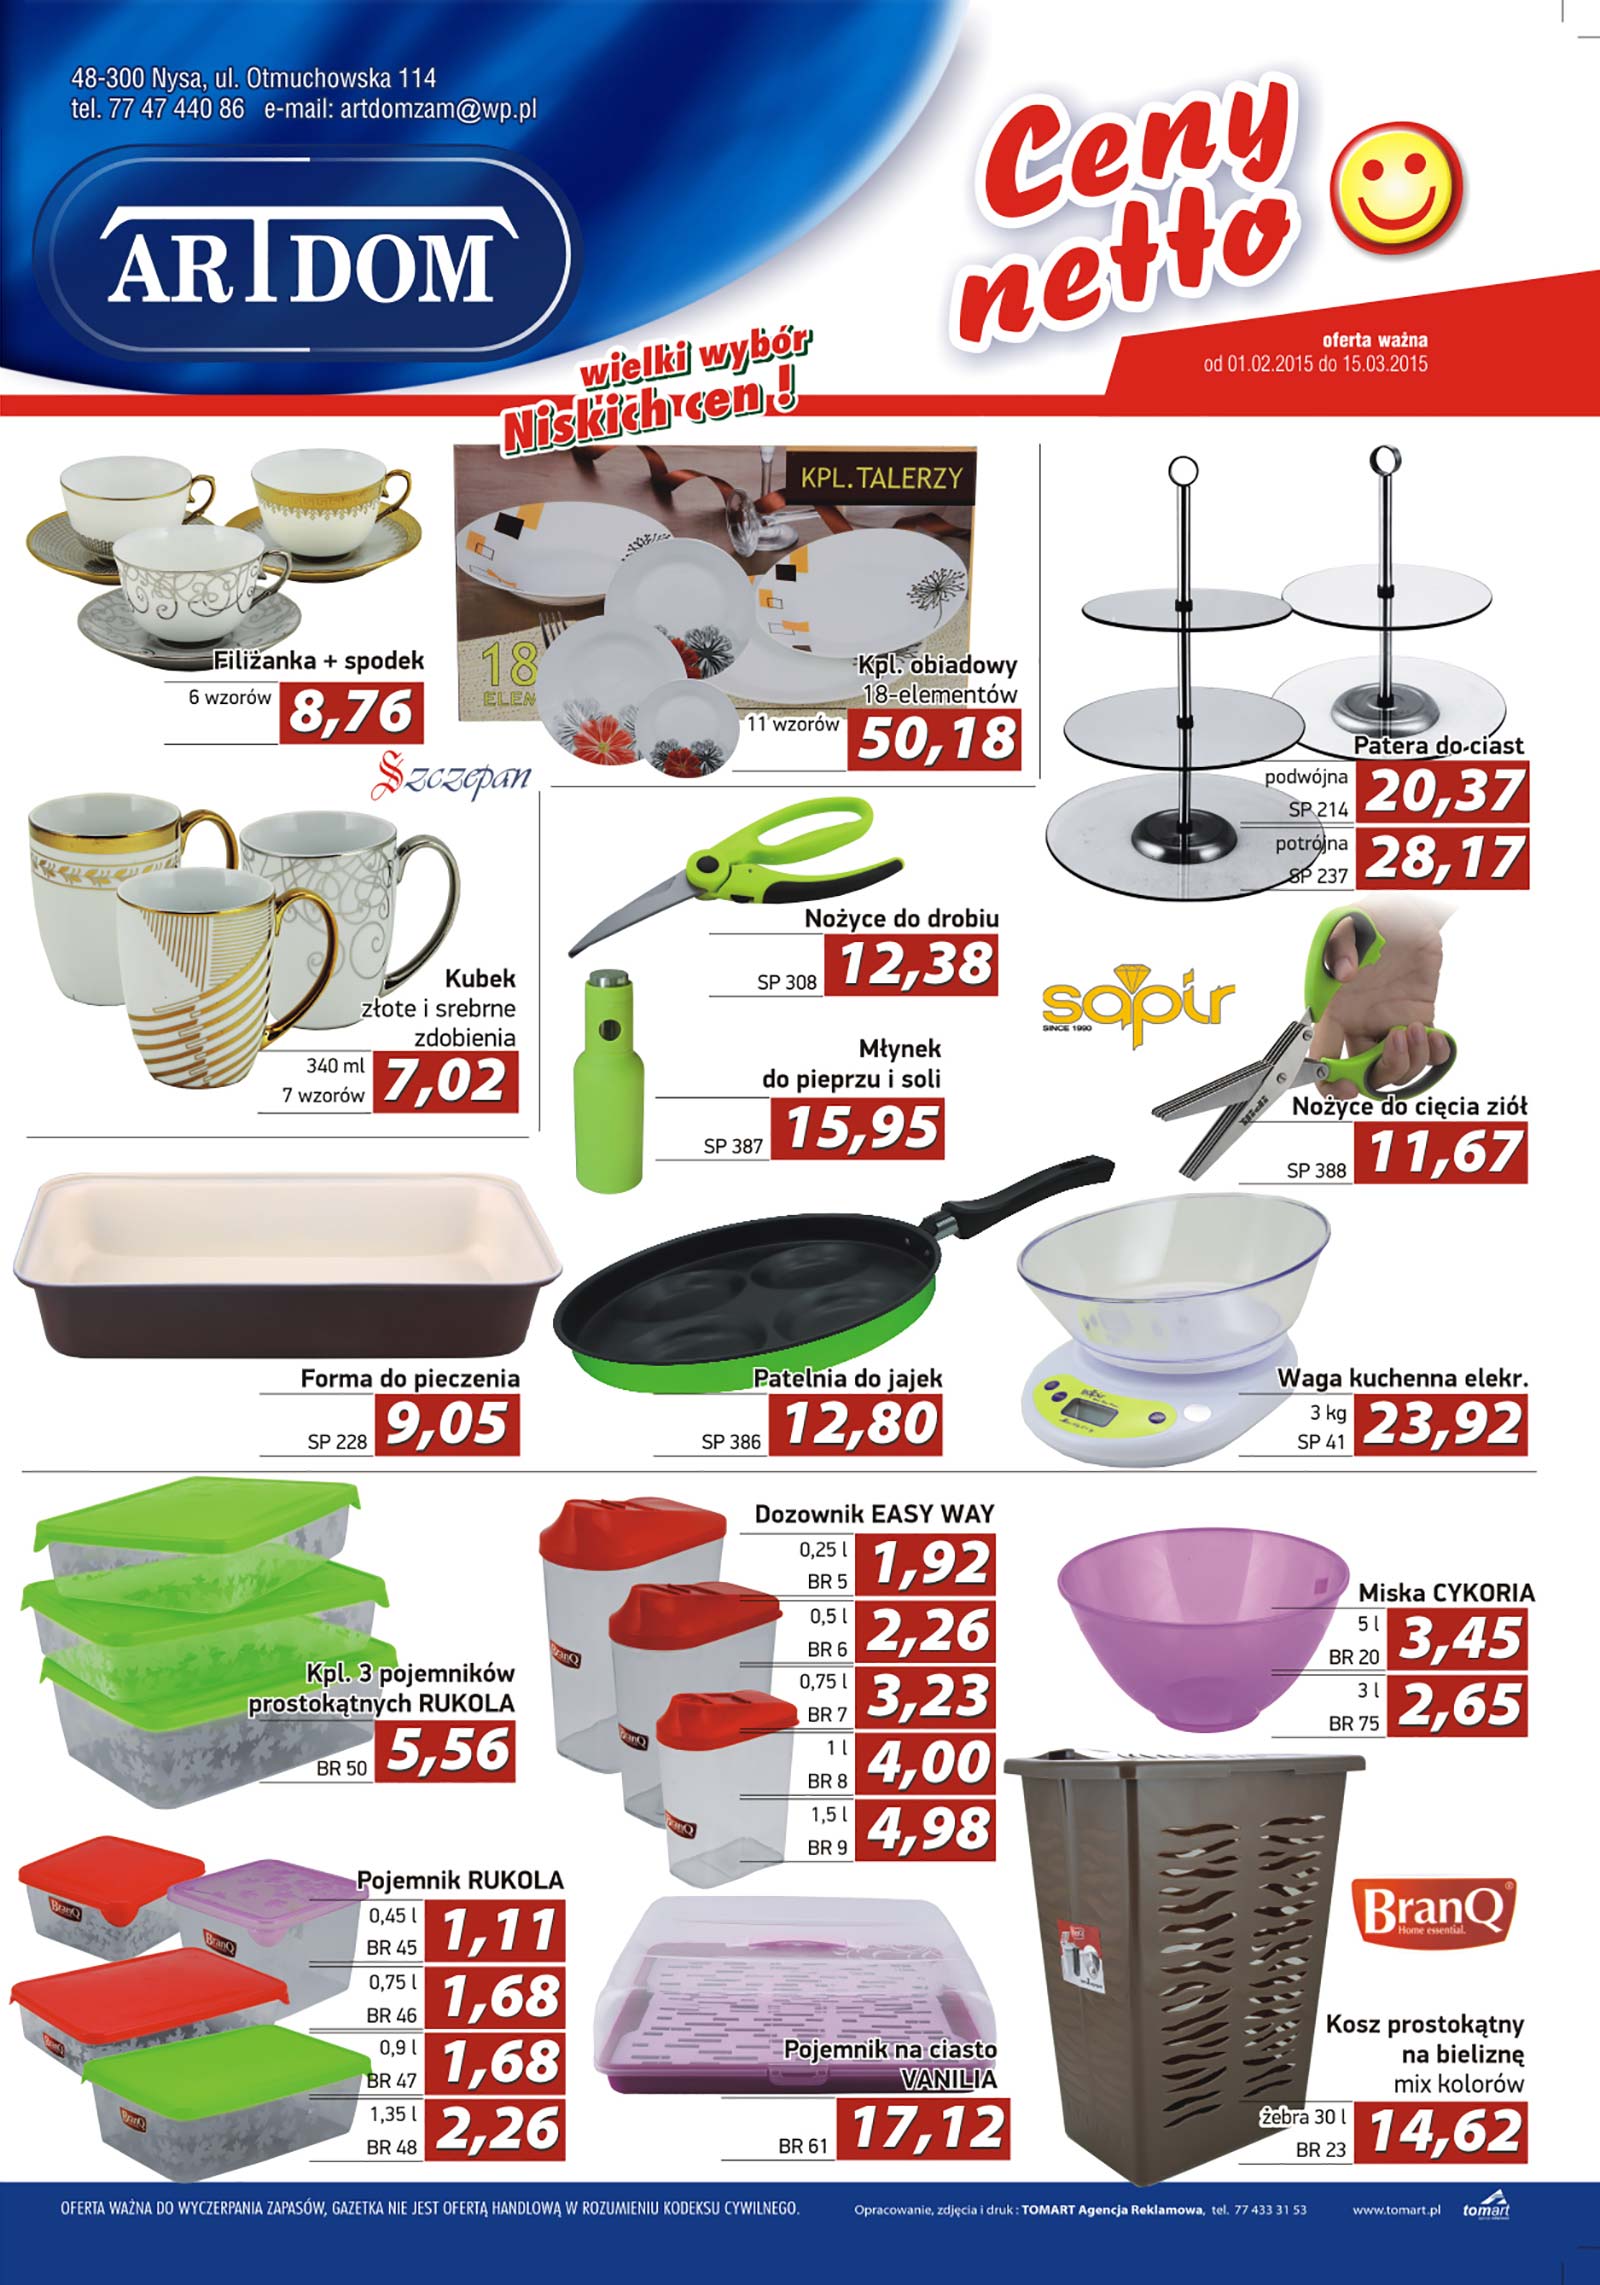 48-300 Nysa, ul. Otmuchowska 114
tel. 77 47 440 86   e-mail: artdomzam@wp.pl
ARTDOM
Ceny
netto
oferta ważna
od 01.02.2015 do 15.03.2015
wielki wybór
Niskich cen !
Filiżanka + spodek
6 wzorów
8,76
KPL. TALERZY
18
ELEM
Kpl. obiadowy
18-elementów
11 wzorów
50,18
Patera do ciast
podwójna
SP 214
20,37
potrójna
SP 237
28,17
Szczepan
Kubek
złote i srebrne
zdobienia
340 ml
7 wzorów
7,02
Nożyce do drobiu
SP 308
12,38
Młynek
do pieprzu i soli
SP 387
15,95
sapir
SINCE 1990
Nożyce do cięcia ziół
SP 388
11,67
Forma do pieczenia
SP 228
9,05
Patelnia do jajek
SP 386
12,80
sapir
Waga kuchenna elekr.
3 kg
SP 41
23,92
Kpl. 3 pojemników
prostokątnych RUKOLA
BR 50
5,56
Dozownik EASY WAY
0,25 l
BR 5
1,92
0,5 l
BR 6
2,26
0,75 l
BR 7
3,23
1 l
BR 8
4,00
1,5 l
BR 9
4,98
BranQ
BranQ
BranQ
Miska CYKORIA
5 l
BR 20
3,45
3 l
BR 75
2,65
Pojemnik RUKOLA
0,45 l
BR 45
1,11
0,75 l
BR 46
1,68
0,9 l
BR 47
1,68
1,35 l
BR 48
2,26
BranQ
BranQ
BranQ
BranQ
Pojemnik na ciasto
VANILIA
BR 61
17,12
BranQ®
Home essential.
Kosz prostokątny
na bieliznę
mix kolorów
żebra 30 l
BR 23
14,62
OFERTA WAŻNA DO WYCZERPANIA ZAPASÓW, GAZETKA NIE JEST OFERTĄ HANDLOWĄ W ROZUMIENIU KODEKSU CYWILNEGO.
Opracowanie, zdjęcia i druk : TOMART Agencja Reklamowa, tel. 77 433 31 53
www.tomart.pl
tomart